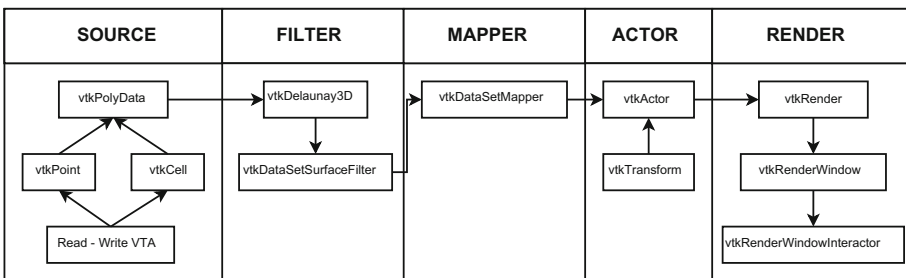 SOURCE
FILTER
MAPPER
ACTOR
RENDER
vtkPolyData
vtkDelaunay3D
vtkDataSetMapper
vtkActor
vtkRender
vtkPoint
vtkCell
vtkDataSetSurfaceFilter
vtkTransform
vtkRenderWindow
Read - Write VTA
vtkRenderWindowInteractor